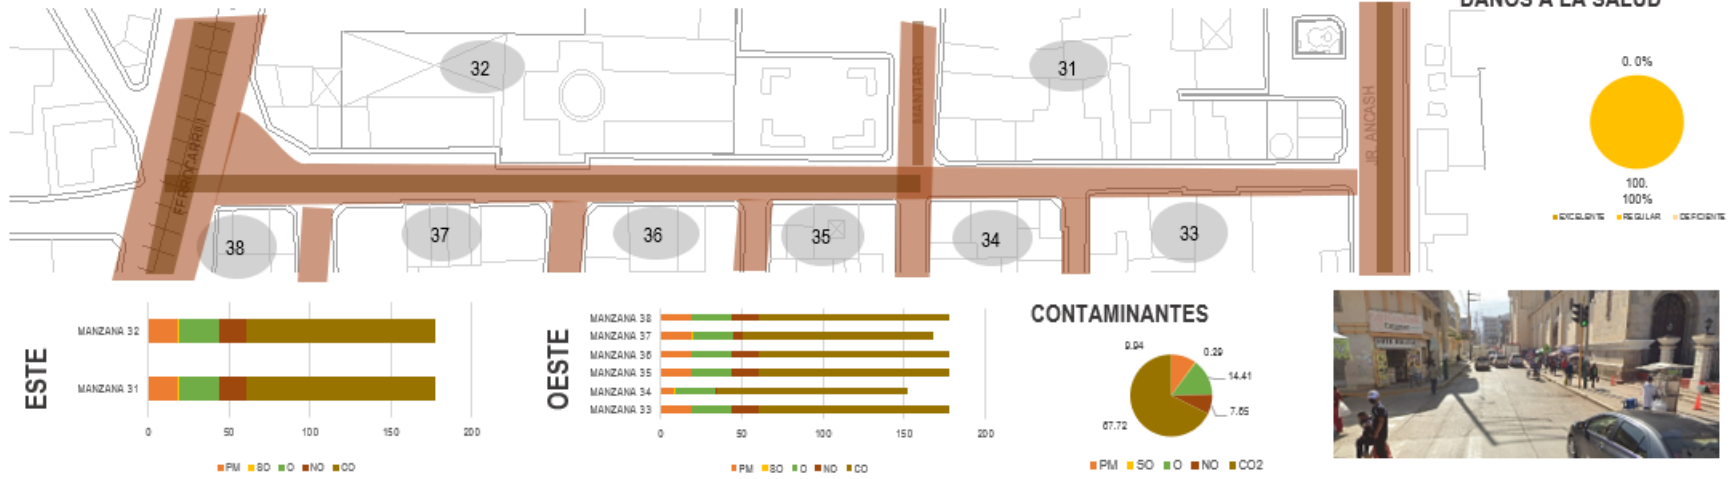 DAÑOS A LA SALUD
32
31
MANTARO
JR. ANCASH
FERROCARRIL
38
37
36
35
34
33
0. 0%
100.
100%
EXCELENTE REGULAR DEFICIENTE
ESTE
MANZANA 32
MANZANA 31
0 50 100 150 200
PM SO O NO CO
OESTE
MANZANA 38
MANZANA 37
MANZANA 36
MANZANA 35
MANZANA 34
MANZANA 33
0 50 100 150 200
PM SO O NO CO
CONTAMINANTES
9.94
0.29
14.41
7.65
67.72
PM SO O NO CO2